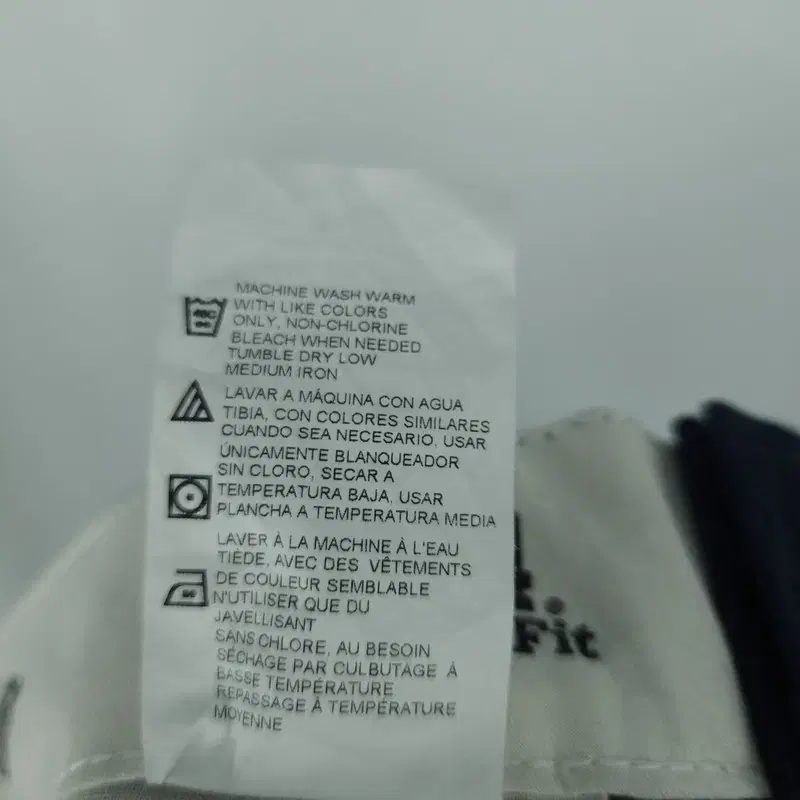 MACHINE WASH WARM
WITH LIKE COLORS
ONLY, NON-CHLORINE
BLEACH WHEN NEEDED
TUMBLE DRY LOW
MEDIUM IRON
LAVAR A MÁQUINA CON AGUA
TIBIA, CON COLORES SIMILARES
CUANDO SEA NECESARIO, USAR
ÚNICAMENTE BLANQUEADOR
SIN CLORO, SECAR A
TEMPERATURA BAJA, USAR
PLANCHA A TEMPERATURA MEDIA
LAVER À LA MACHINE À L'EAU
TIÈDE, AVEC DES VÊTEMENTS
DE COULEUR SEMBLABLE
N'UTILISER QUE DU
JAVELLISANT
SANS CHLORE, AU BESOIN
SÉCHAGE PAR CULBUTAGE À
BASSE TEMPÉRATURE
REPASSAGE À TEMPÉRATURE
MOYENNE
Fit